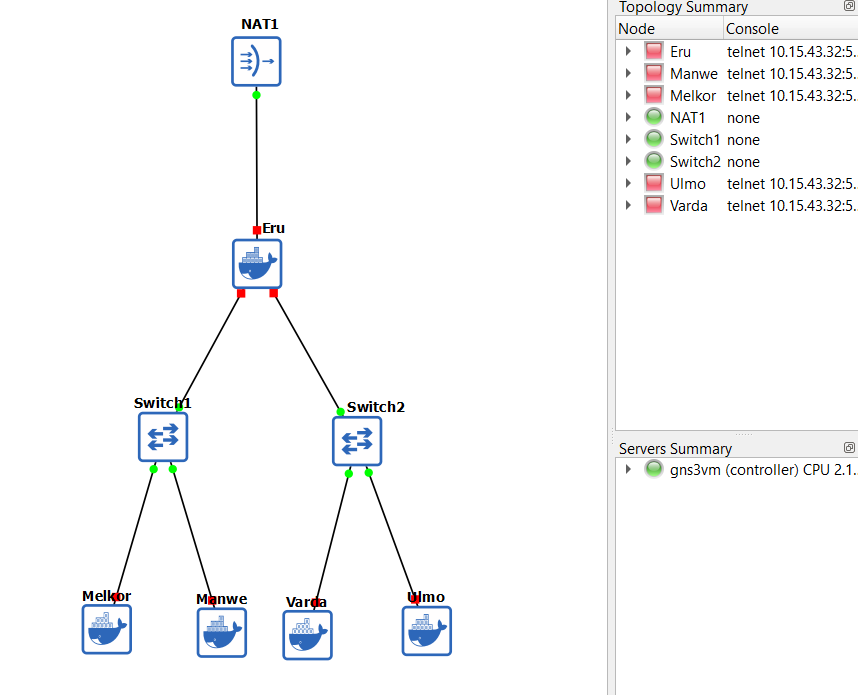 NAT1
Eru
Switch1
Switch2
Melkor
Manwe
Varda
Ulmo
Topology Summary
Node Console
Eru telnet 10.15.43.32:5..
Manwe telnet 10.15.43.32:5..
Melkor telnet 10.15.43.32:5..
NAT1 none
Switch1 none
Switch2 none
Ulmo telnet 10.15.43.32:5..
Varda telnet 10.15.43.32:5..
Servers Summary
gns3vm (controller) CPU 2.1..